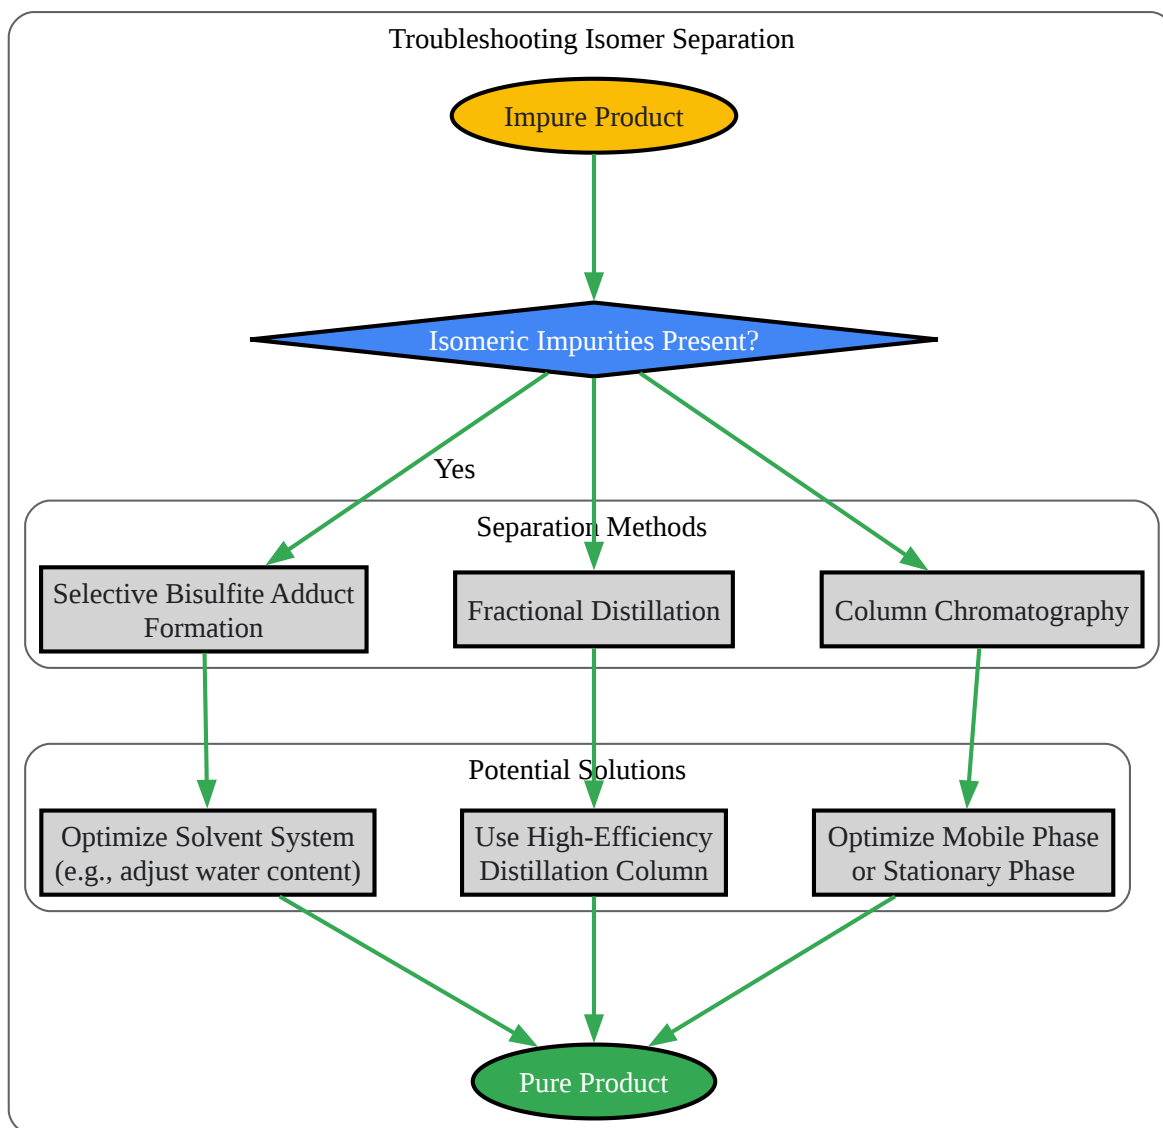 Troubleshooting Isomer Separation
Impure Product
Isomeric Impurities Present?
Yes
Separation Methods
Selective Bisulfite Adduct
Formation
Fractional Distillation
Column Chromatography
Potential Solutions
Optimize Solvent System
(e.g., adjust water content)
Use High-Efficiency
Distillation Column
Optimize Mobile Phase
or Stationary Phase
Pure Product